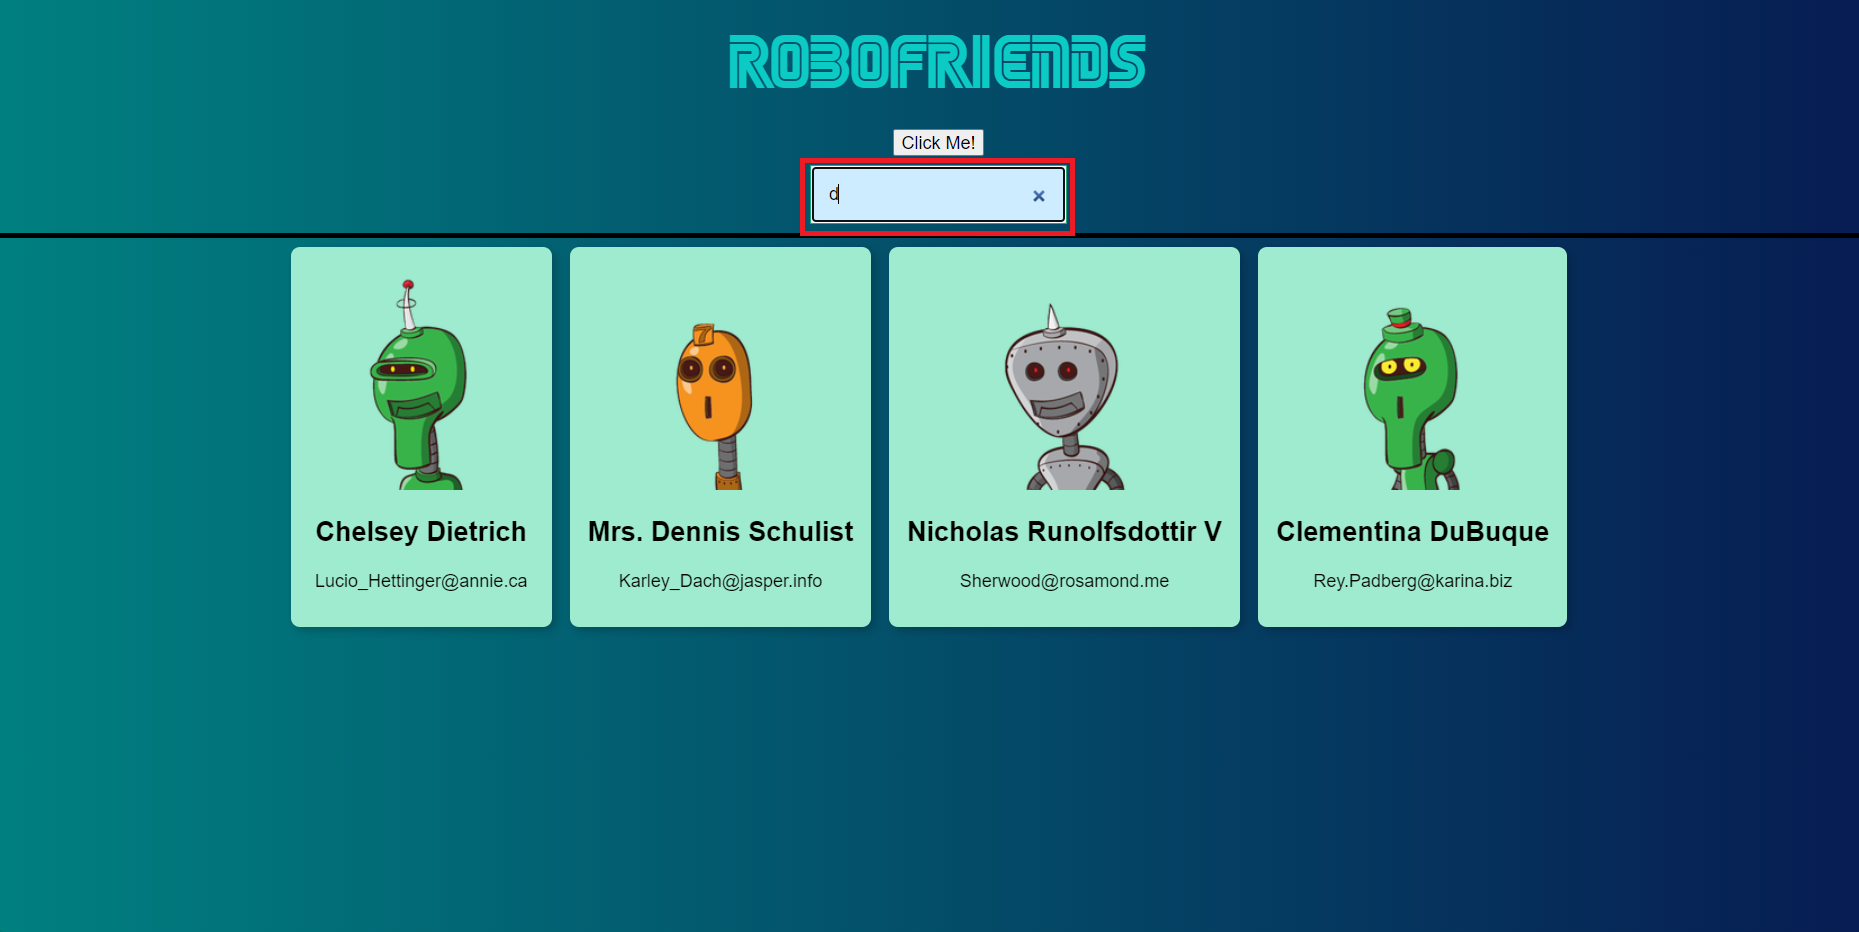 ROBOFRIENDS
Click Me!
d
7
Chelsey Dietrich
Lucio_Hettinger@annie.ca
Mrs. Dennis Schulist
Karley_Dach@jasper.info
Nicholas Runolfsdottir V
Sherwood@rosamond.me
Clementina DuBuque
Rey.Padberg@karina.biz